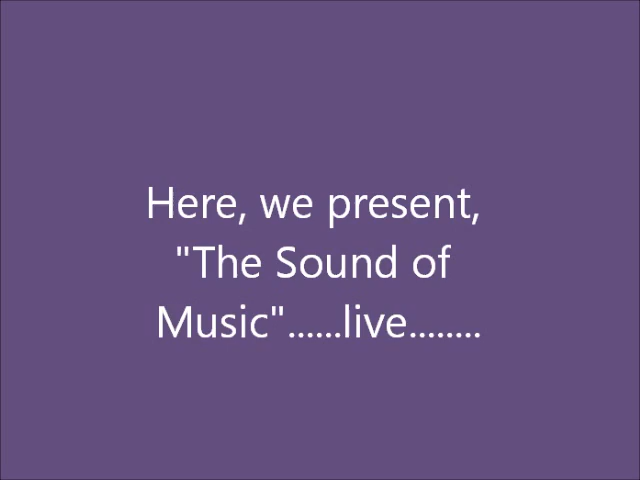 Here, we present,
"The Sound of
Music"......live........